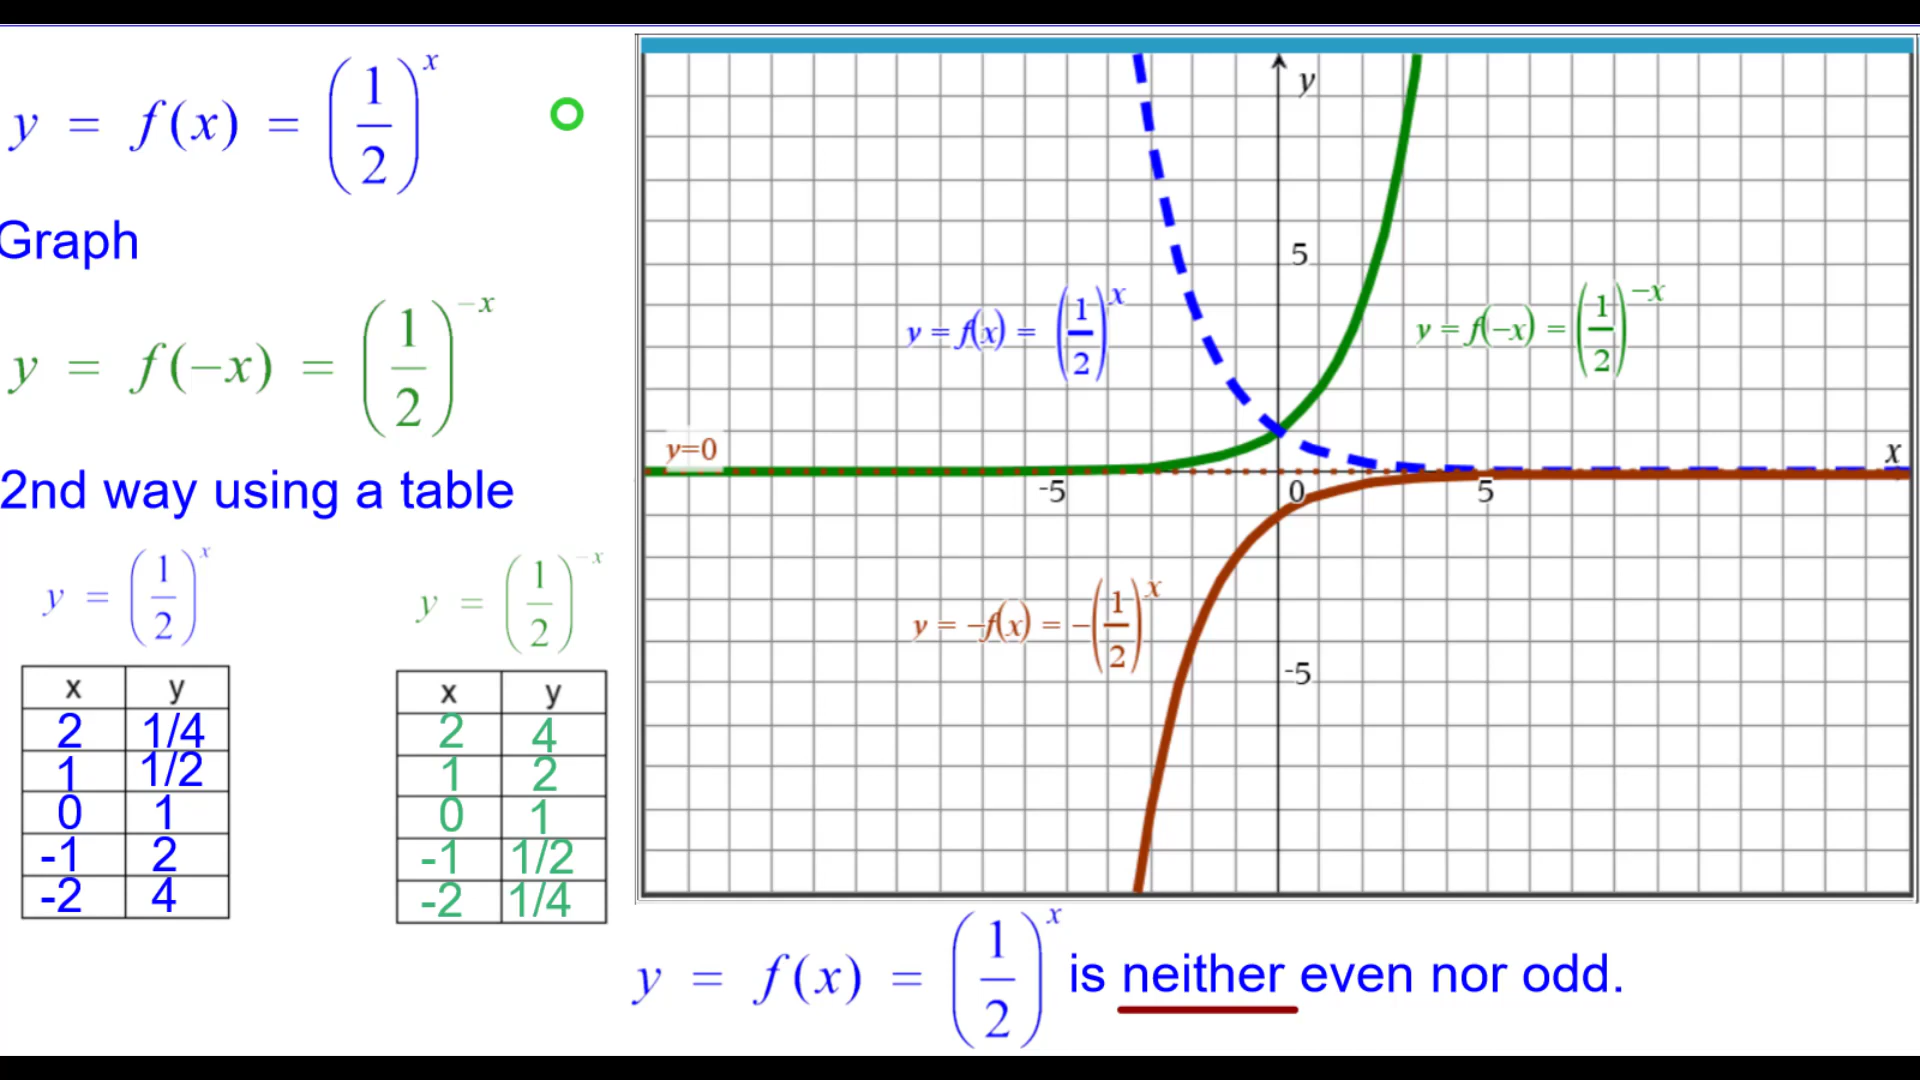 y = f(x) = (1/2)^x
Graph
y = f(−x) = (1/2)^−x
2nd way using a table
y = (1/2)^x
x y
2 1/4
1 1/2
0 1
-1 2
-2 4
y = (1/2)^−x
x y
2 4
1 2
0 1
-1 1/2
-2 1/4
y
5
y = f(x) = (1/2)^x
y = f(−x) = (1/2)^−x
y=0
x
-5 0 5
y = −f(x) = −(1/2)^x
-5
y = f(x) = (1/2)^x is neither even nor odd.